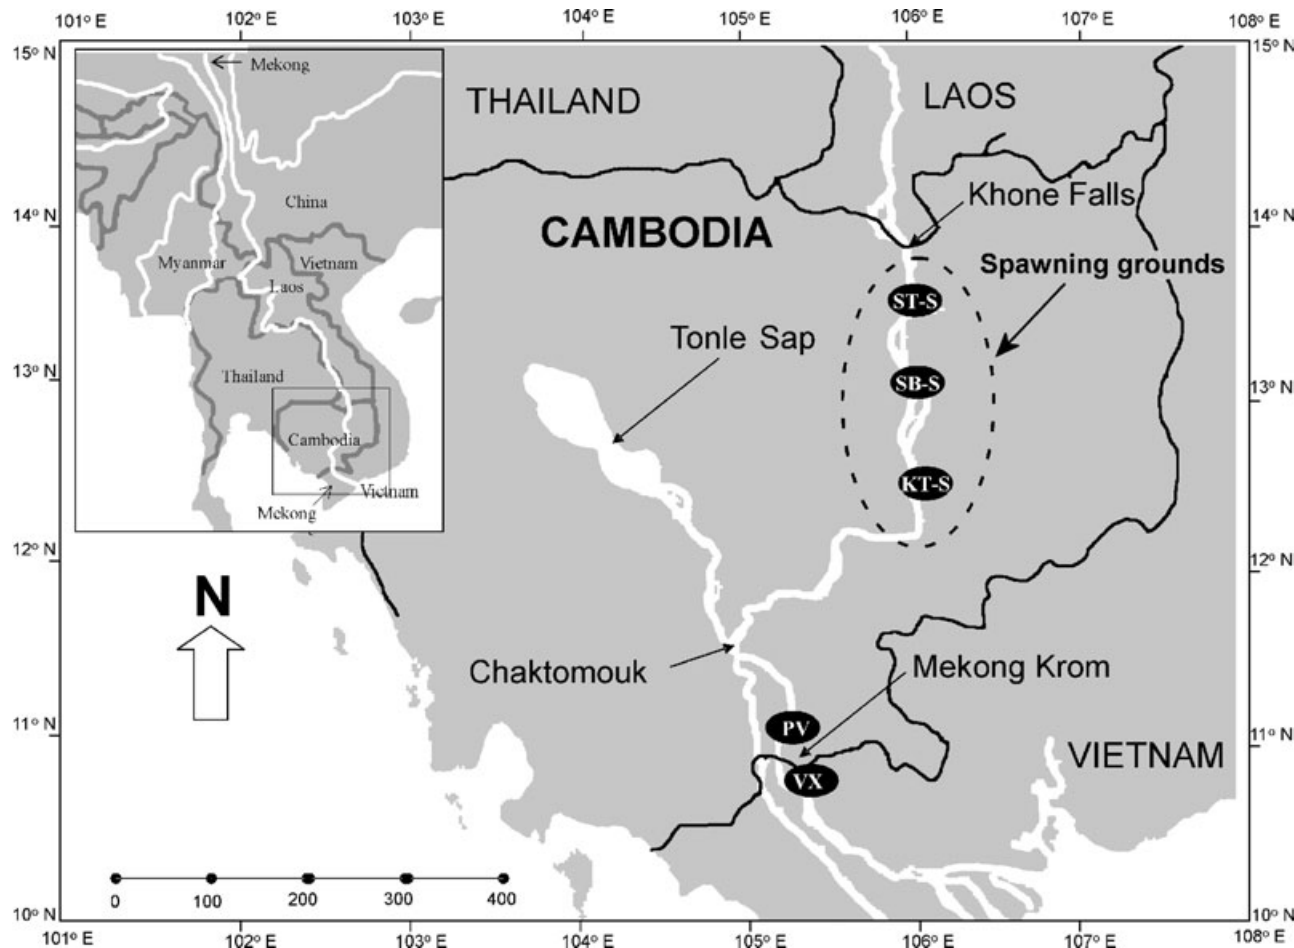 101° E
102° E
103° E
104° E
105° E
106° E
107° E
108° E
15° N
15° N
Mekong
THAILAND
LAOS
China
14° N
CAMBODIA
Khone Falls
14° N
Myanmar
Vietnam
Laos
Spawning grounds
ST-S
Tonle Sap
13° N
Thailand
SB-S
13° N
Cambodia
KT-S
Vietnam
Mekong
12° N
12° N
N
Chaktomouk
Mekong Krom
11° N
PV
11° N
VIETNAM
VX
0
100
200
300
400
10° N
10° N
101° E
102° E
103° E
104° E
105° E
106° E
107° E
108° E